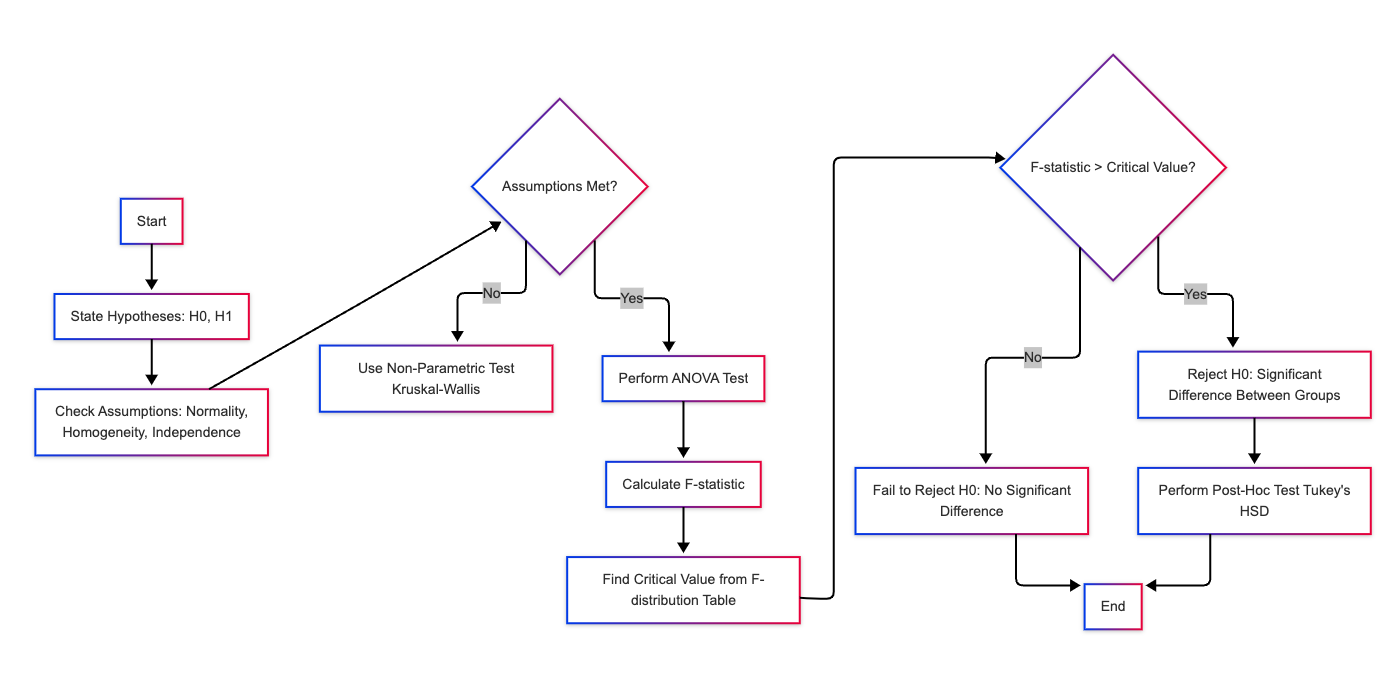 Start
State Hypotheses: H0, H1
Check Assumptions: Normality,
Homogeneity, Independence
Assumptions Met?
No
Yes
Use Non-Parametric Test
Kruskal-Wallis
Perform ANOVA Test
Calculate F-statistic
Find Critical Value from F-
distribution Table
F-statistic > Critical Value?
No
Yes
Fail to Reject H0: No Significant
Difference
Reject H0: Significant
Difference Between Groups
Perform Post-Hoc Test Tukey's
HSD
End